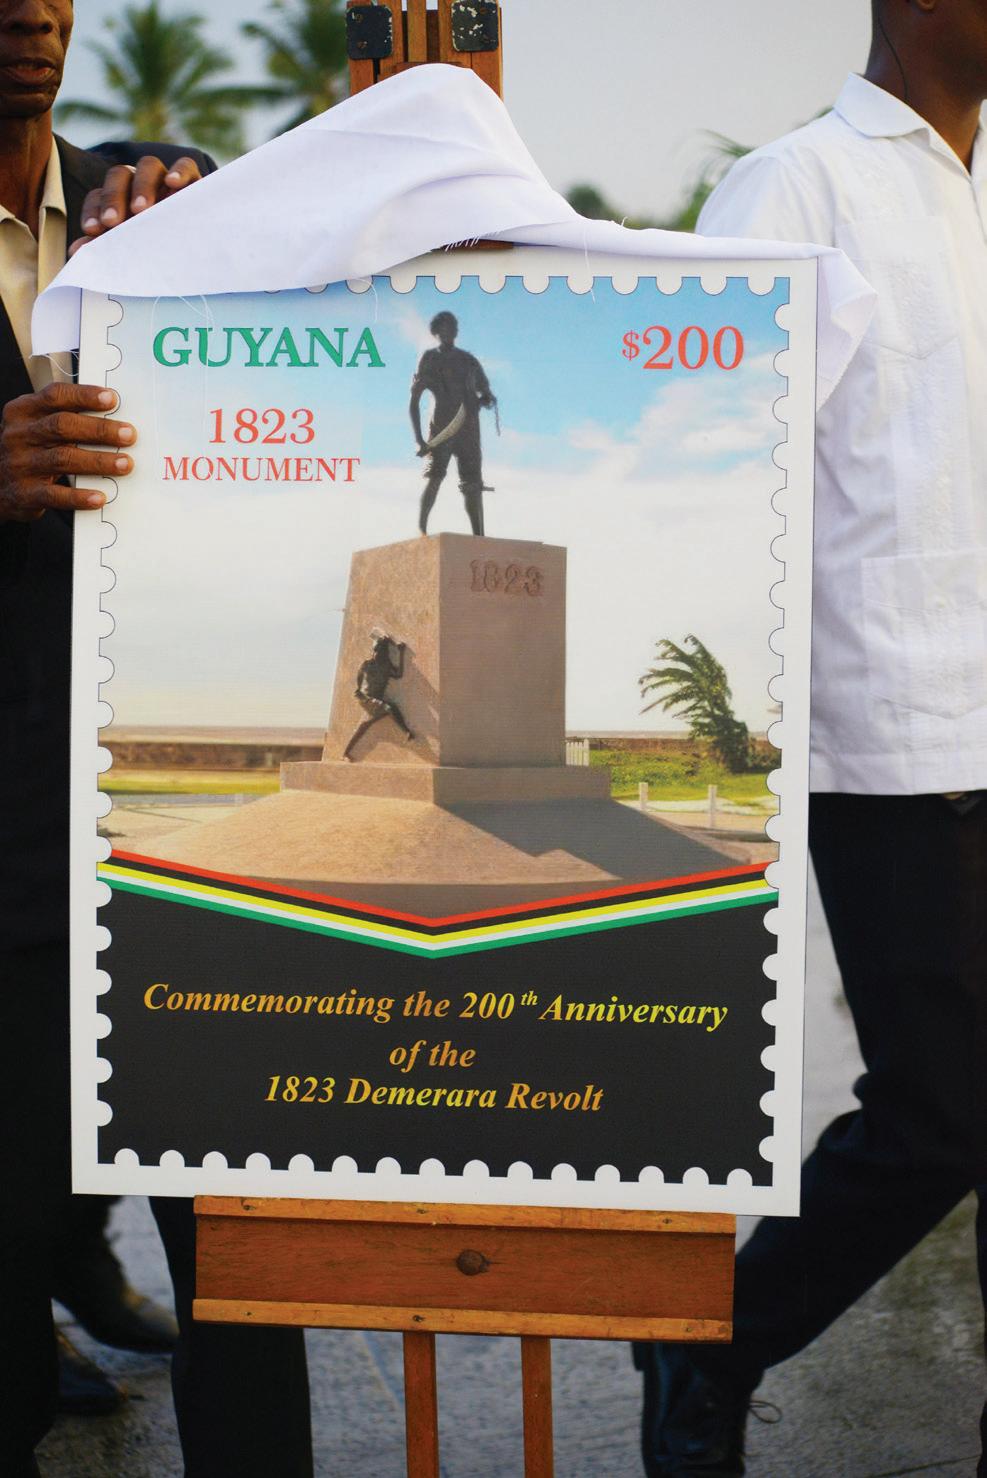 GUYANA
$200
1823
MONUMENT
1823
Commemorating the 200th Anniversary
of the
1823 Demerara Revolt